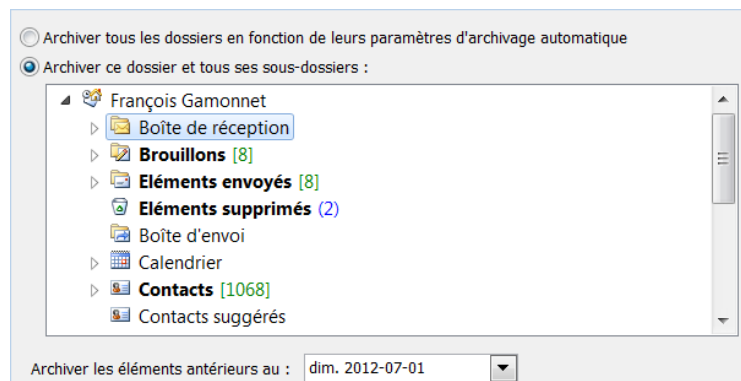 Archiver tous les dossiers en fonction de leurs paramètres d'archivage automatique
Archiver ce dossier et tous ses sous-dossiers :
François Gamonnet
Boîte de réception
Brouillons [8]
Eléments envoyés [8]
Eléments supprimés (2)
Boîte d'envoi
Calendrier
Contacts [1068]
Contacts suggérés
Archiver les éléments antérieurs au : dim. 2012-07-01